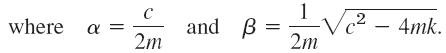 where α = c/2m and β = 1/2m √c² − 4mk.